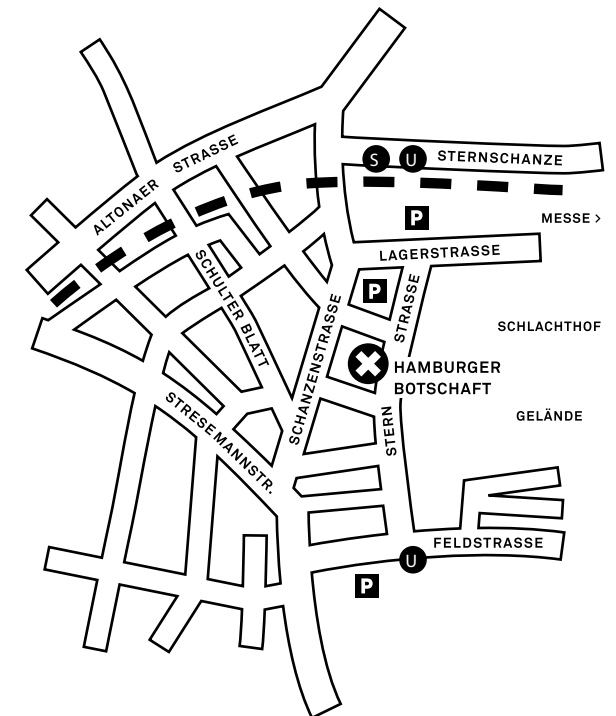 ALTONAER STRASSE
S U STERNSCHANZE
P
MESSE >
LAGERSTRASSE
SCHULTER BLATT
P
SCHANZENSTRASSE
STERN STRASSE
SCHLACHTHOF
HAMBURGER
BOTSCHAFT
STRESEMANNSTR.
GELÄNDE
FELDSTRASSE
U
P